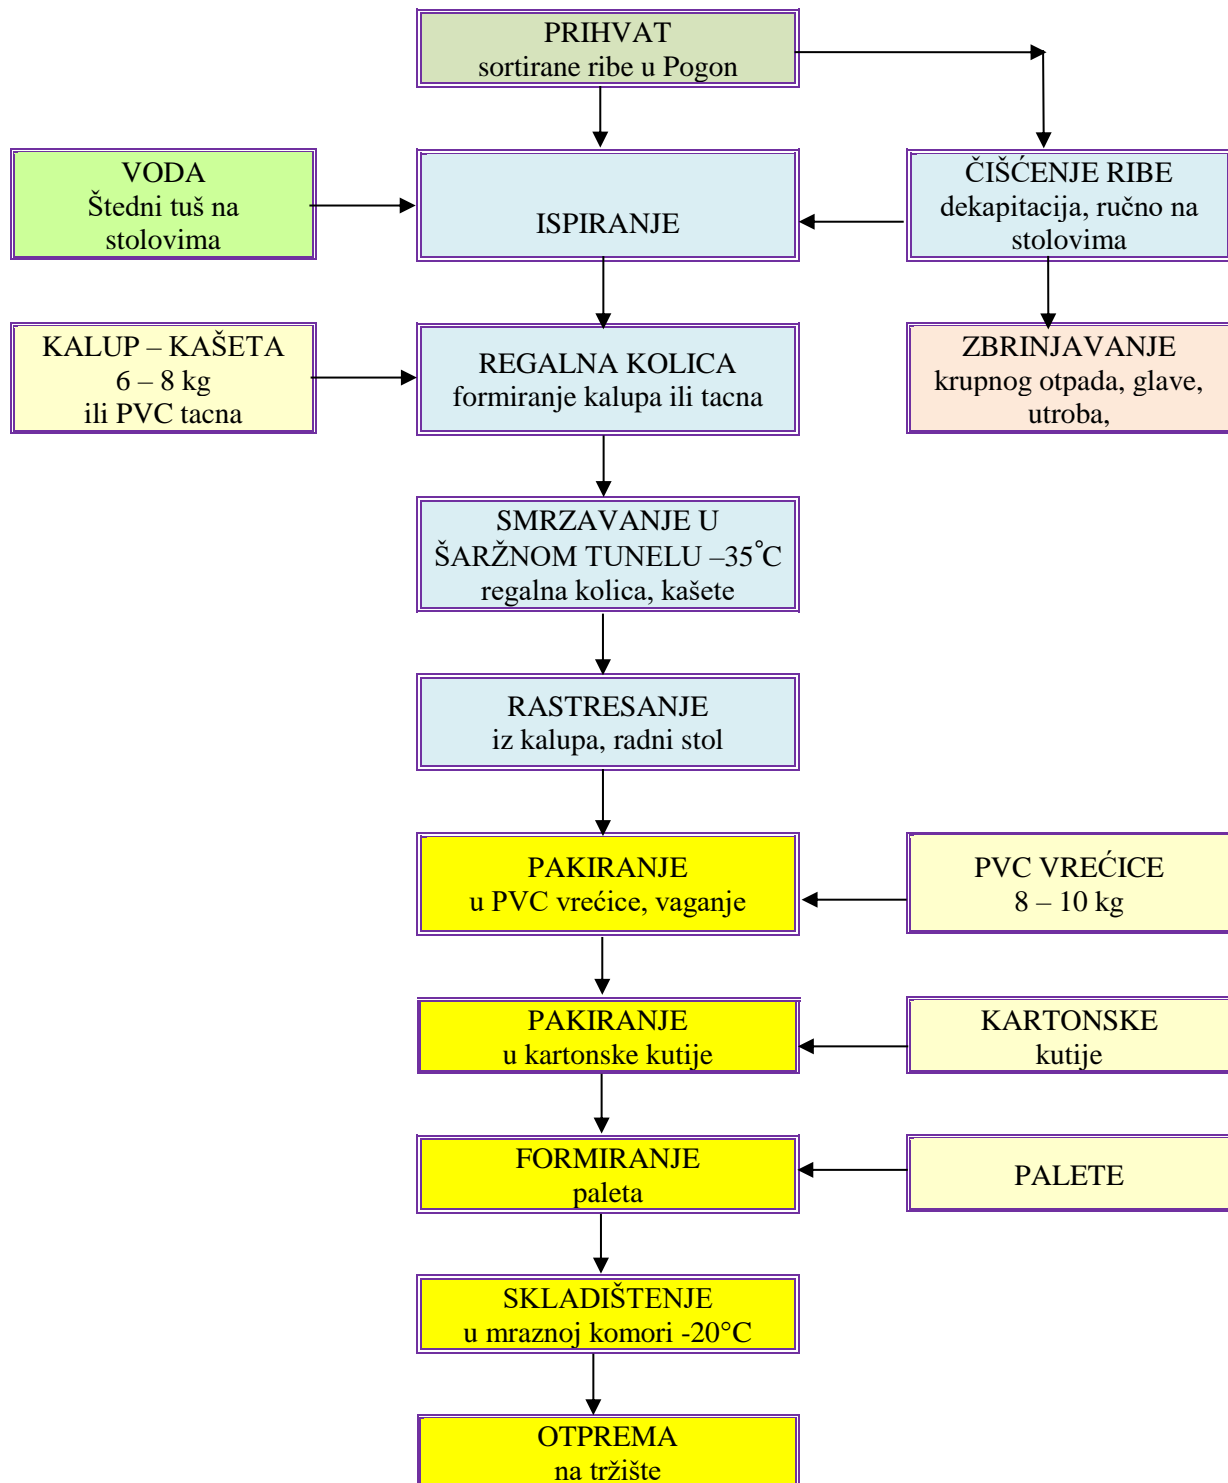 PRIHVAT
sortirane ribe u Pogon
VODA
Štedni tuš na
stolovima
ISPIRANJE
ČIŠĆENJE RIBE
dekapitacija, ručno na
stolovima
KALUP – KAŠETA
6 – 8 kg
ili PVC tacna
REGALNA KOLICA
formiranje kalupa ili tacna
ZBRINJAVANJE
krupnog otpada, glave,
utroba,
SMRZAVANJE U
ŠARŽNOM TUNELU –35°C
regalna kolica, kašete
RASTRESANJE
iz kalupa, radni stol
PAKIRANJE
u PVC vrećice, vaganje
PVC VREĆICE
8 – 10 kg
PAKIRANJE
u kartonske kutije
KARTONSKE
kutije
FORMIRANJE
paleta
PALETE
SKLADIŠTENJE
u mraznoj komori -20°C
OTPREMA
na tržište